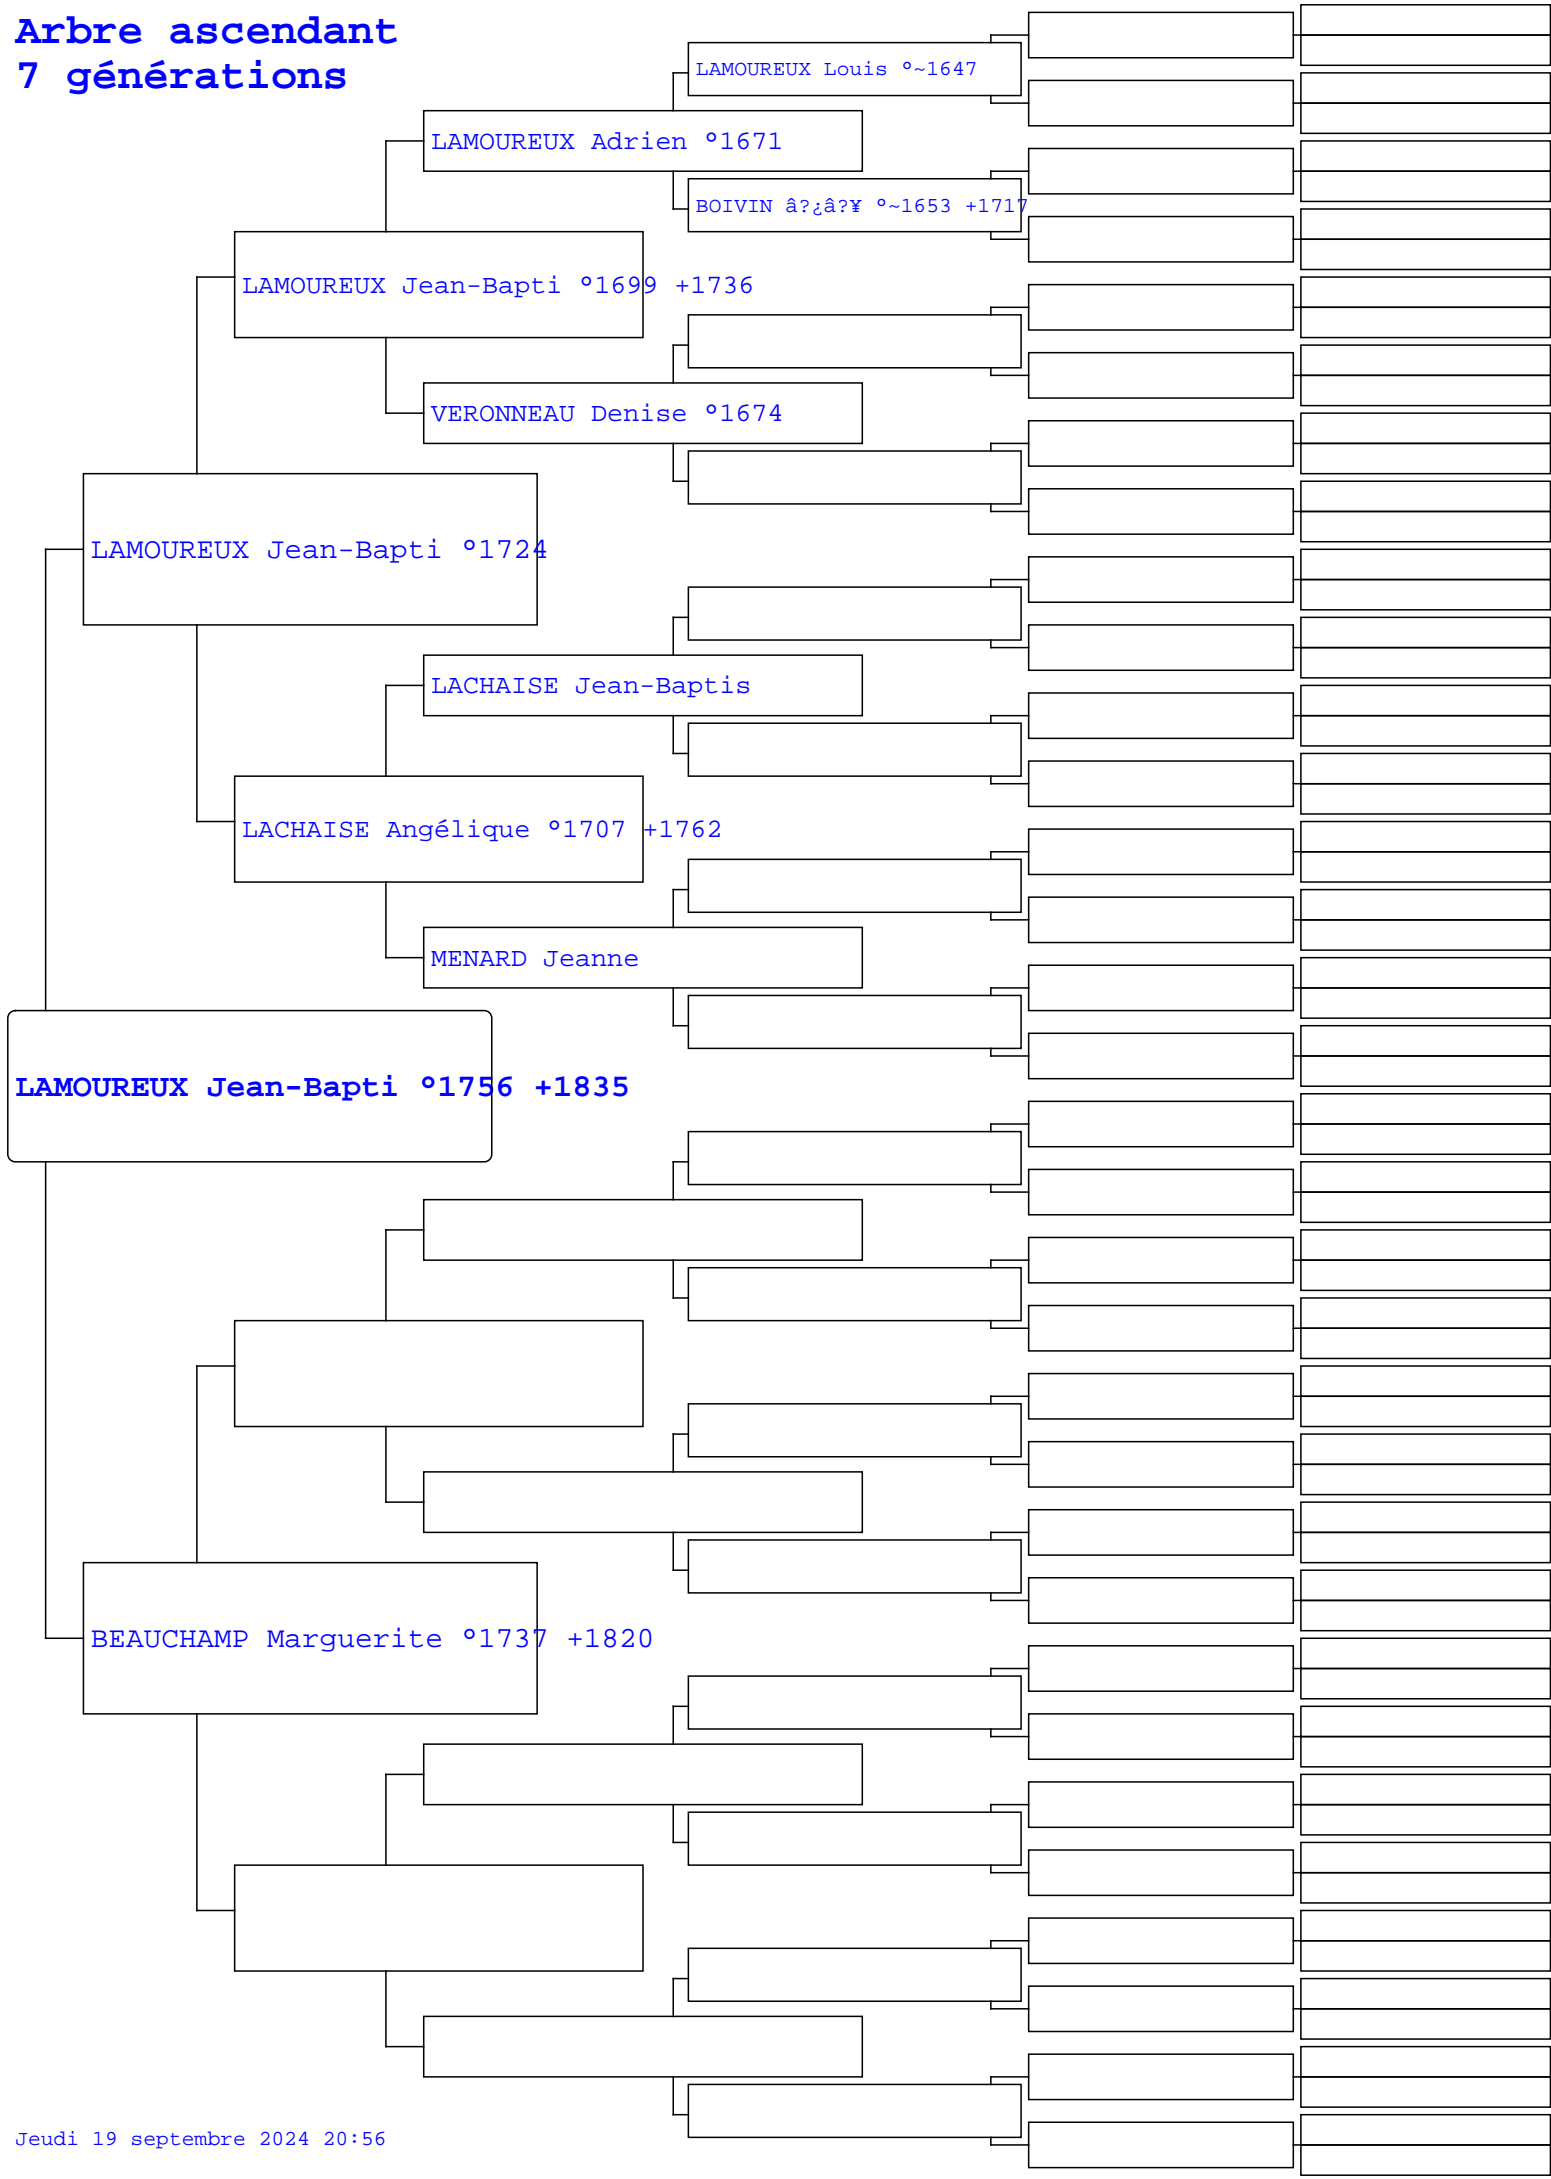 Arbre ascendant
7 générations
LAMOUREUX Louis °~1647
LAMOUREUX Adrien °1671
BOIVIN â?¿â?¥ °~1653 +1717
LAMOUREUX Jean-Bapti °1699 +1736
VERONNEAU Denise °1674
LAMOUREUX Jean-Bapti °1724
LACHAISE Jean-Baptis
LACHAISE Angélique °1707 +1762
MENARD Jeanne
LAMOUREUX Jean-Bapti °1756 +1835
BEAUCHAMP Marguerite °1737 +1820
Jeudi 19 septembre 2024 20:56